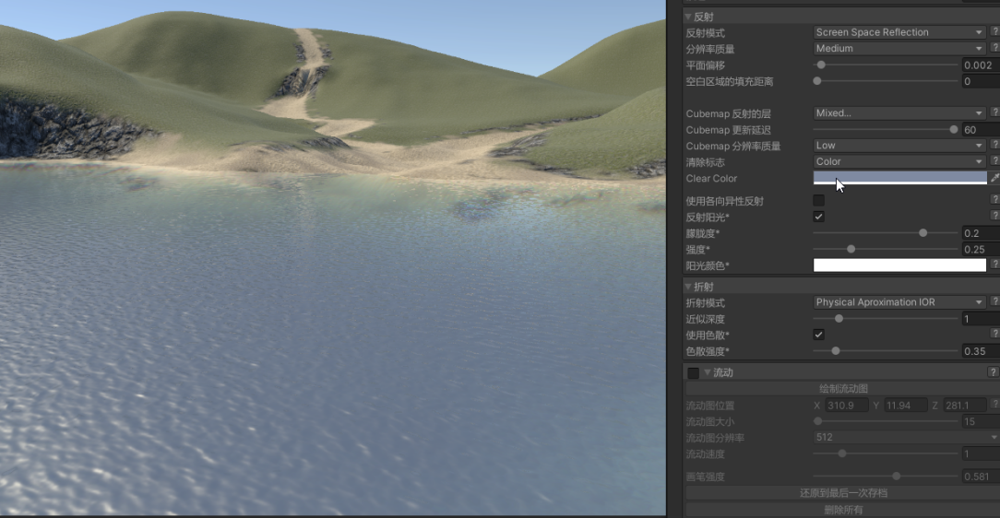 反射
反射模式 Screen Space Reflection ?
分辨率质量 Medium ?
平面偏移 0.002 ?
空白区域的填充距离 0 ?
Cubemap 反射的层 Mixed... ?
Cubemap 更新延迟 60 ?
Cubemap 分辨率质量 Low ?
清除标志 Color ?
Clear Color
使用各向异性反射 ?
反射阳光* ?
朦胧度* 0.2 ?
强度* 0.25 ?
阳光颜色* ?
折射
折射模式 Physical Aproximation IOR ?
近似深度 1 ?
使用色散* ?
色散强度* 0.35 ?
流动 ?
绘制流动图
流动图位置 X 310.9 Y 11.94 Z 281.1 ?
流动图大小 15
流动图分辨率 512
流动速度 1
画笔强度 0.581
还原到最后一次存档
删除所有